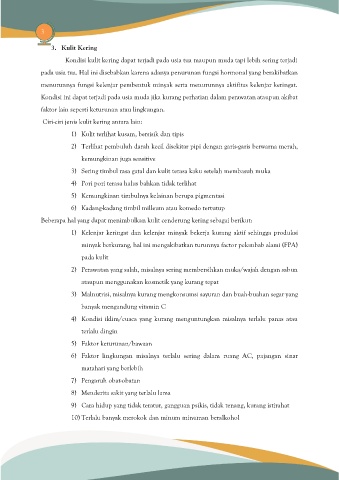 3. Kulit Kering
Kondisi kulit kering dapat terjadi pada usia tua maupun muda tapi lebih sering terjadi
pada usia tua. Hal ini disebabkan karena adanya penurunan fungsi hormonal yang berakibatkan
menurunnya fungsi kelenjar pembentuk minyak serta menurunnya aktifitas kelenjar keringat.
Kondisi ini dapat terjadi pada usia muda jika kurang perhatian dalam perawatan ataupun akibat
faktor lain seperti keturunan atau lingkungan.
Ciri-ciri jenis kulit kering antara lain:
1) Kulit terlihat kusam, bersisik dan tipis
2) Terlihat pembuluh darah kecil disekitar pipi dengan garis-garis berwarna merah,
kemungkinan juga sensitive
3) Sering timbul rasa gatal dan kulit terasa kaku setelah membasuh muka
4) Pori pori terasa halus bahkan tidak terlihat
5) Kemungkinan timbulnya kelainan berupa pigmentasi
6) Kadang-kadang timbul milleum atau komedo tertutup
Beberapa hal yang dapat menimbulkan kulit cenderung kering sebagai berikut:
1) Kelenjar keringat dan kelenjar minyak bekerja kurang aktif sehingga produksi
minyak berkurang, hal ini mengakibatkan turunnya factor pelembab alami (FPA)
pada kulit
2) Perawatan yang salah, misalnya sering membersihkan muka/wajah dengan sabun
ataupun menggunakan kosmetik yang kurang tepat
3) Malnutrisi, misalnya kurang mengkonsumsi sayuran dan buah-buahan segar yang
banyak mengandung vitamin C
4) Kondisi iklim/cuaca yang kurang menguntungkan misalnya terlalu panas atau
terlalu dingin
5) Faktor keturunan/bawaan
6) Faktor lingkungan misalnya terlalu sering dalam ruang AC, pajangan sinar
matahari yang berlebih
7) Pengaruh obat-obatan
8) Menderita sakit yang terlalu lama
9) Cara hidup yang tidak teratur, gangguan psikis, tidak tenang, kurang istirahat
10) Terlalu banyak merokok dan minum minuman beralkohol